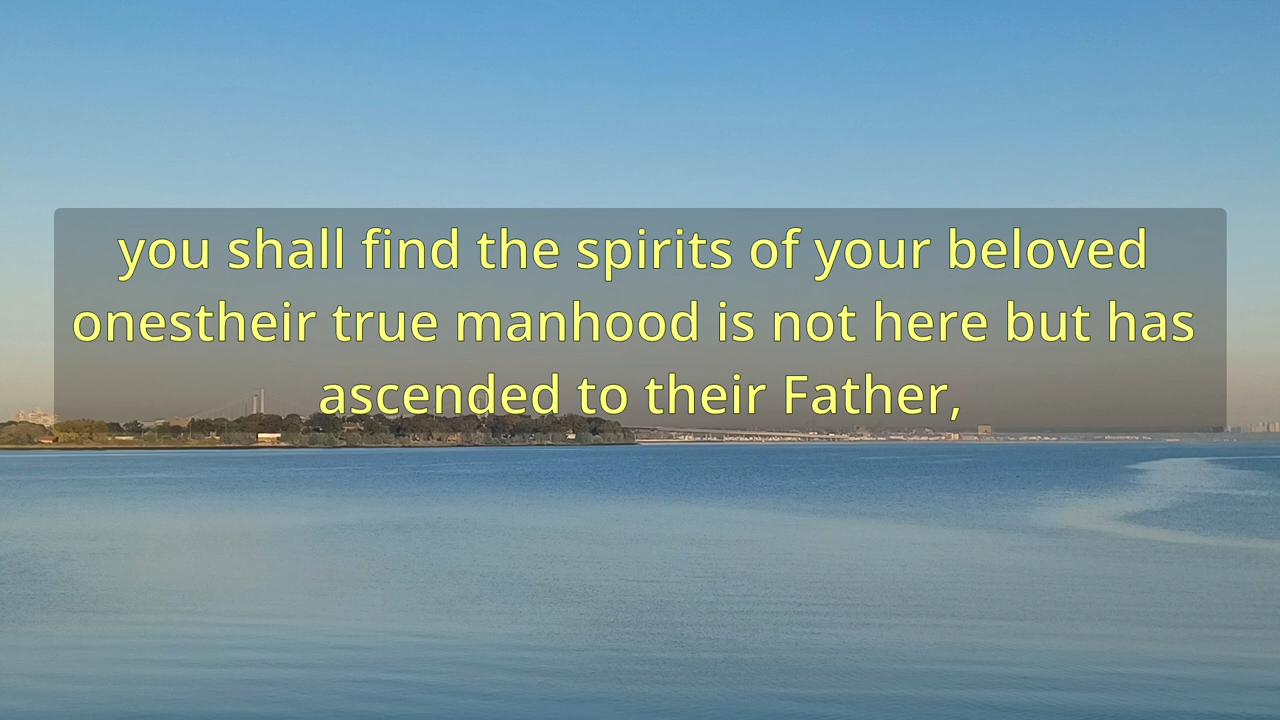 you shall find the spirits of your beloved
onestheir true manhood is not here but has
ascended to their Father,